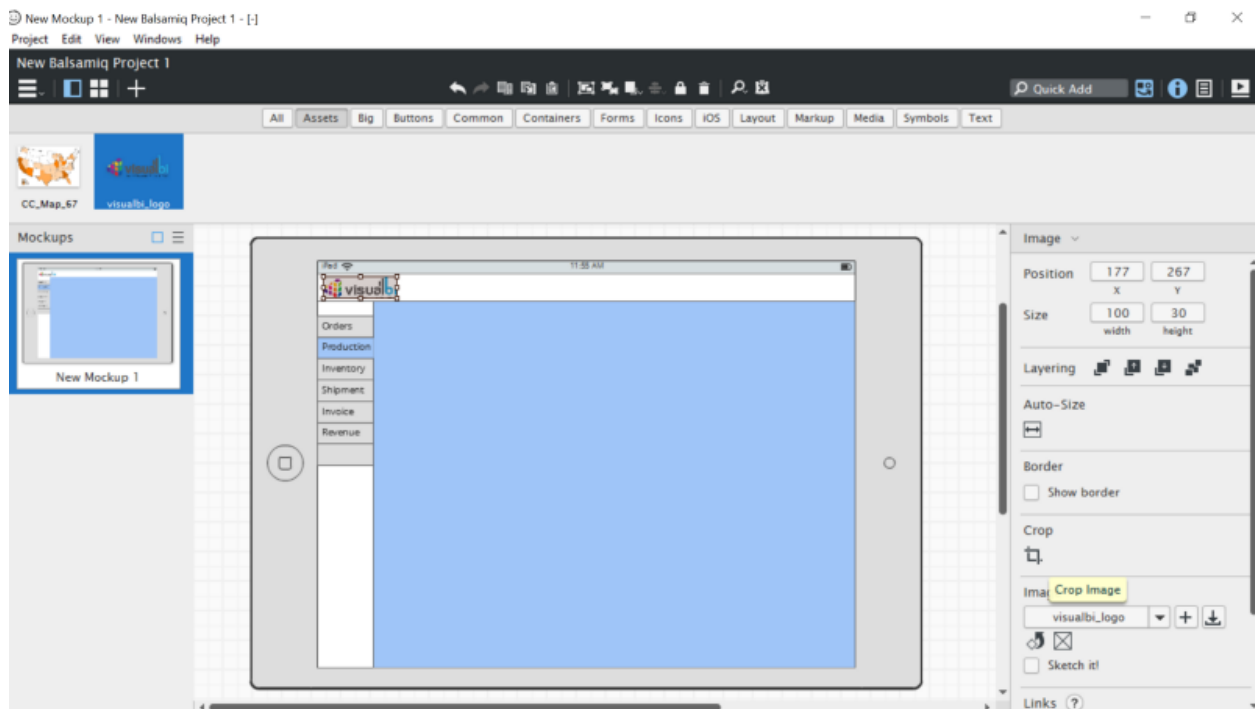 New Mockup 1 - New Balsamiq Project 1 - [-]
Project Edit View Windows Help
New Balsamiq Project 1
Quick Add
All Assets Big Buttons Common Containers Forms Icons iOS Layout Markup Media Symbols Text
CC_Map_67 visualbi_logo
visualbi
Mockups
New Mockup 1
iPad 11:55 AM
visualbi
Orders
Production
Inventory
Shipment
Invoice
Revenue
Image
Position 177 267
X Y
Size 100 30
width height
Layering
Auto-Size
Border
Show border
Crop
Crop Image
visualbi_logo
Sketch it!
Links ?